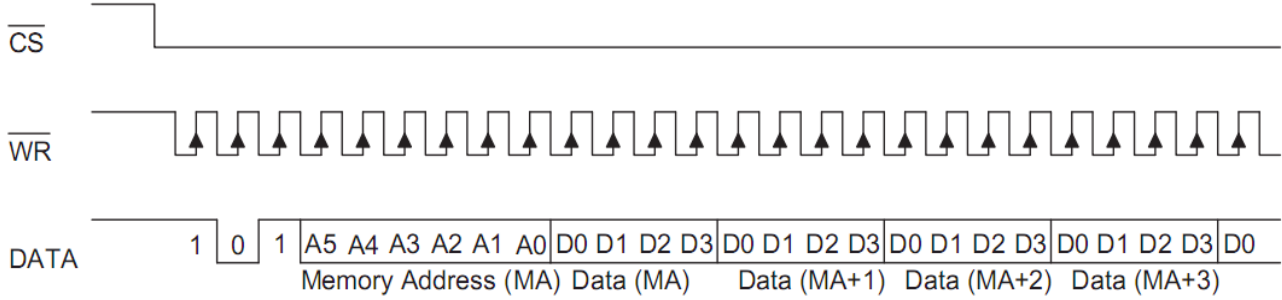 CS
WR
DATA 1 0 1 A5 A4 A3 A2 A1 A0 D0 D1 D2 D3 D0 D1 D2 D3 D0 D1 D2 D3 D0 D1 D2 D3 D0
Memory Address (MA) Data (MA) Data (MA+1) Data (MA+2) Data (MA+3)